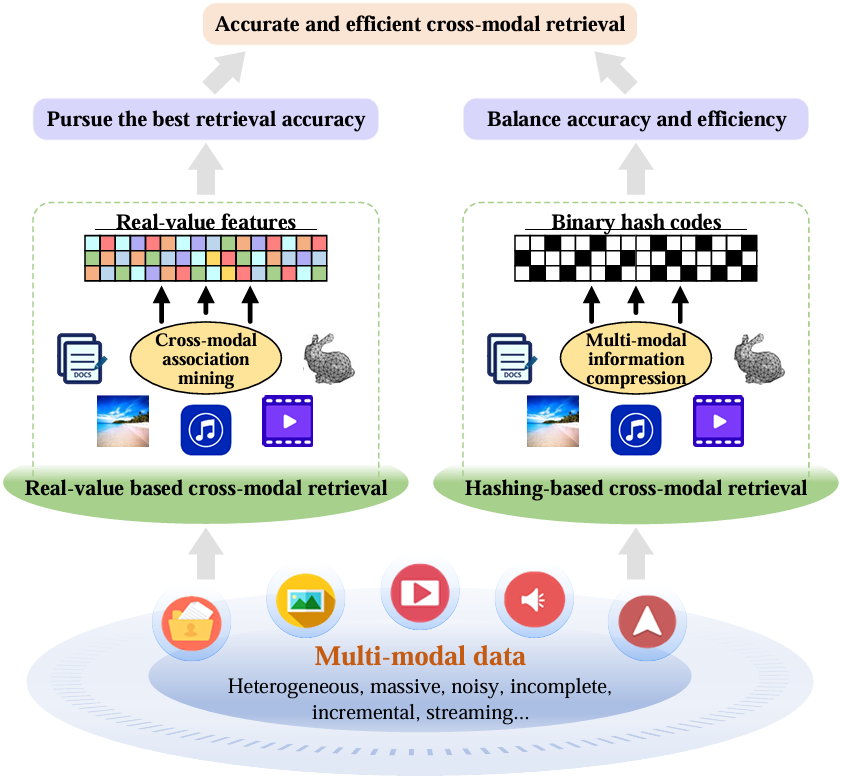 Accurate and efficient cross-modal retrieval
Pursue the best retrieval accuracy
Balance accuracy and efficiency
Real-value features
Cross-modal
association
mining
DOCS
Real-value based cross-modal retrieval
Binary hash codes
Multi-modal
information
compression
DOCS
Hashing-based cross-modal retrieval
Multi-modal data
Heterogeneous, massive, noisy, incomplete,
incremental, streaming...